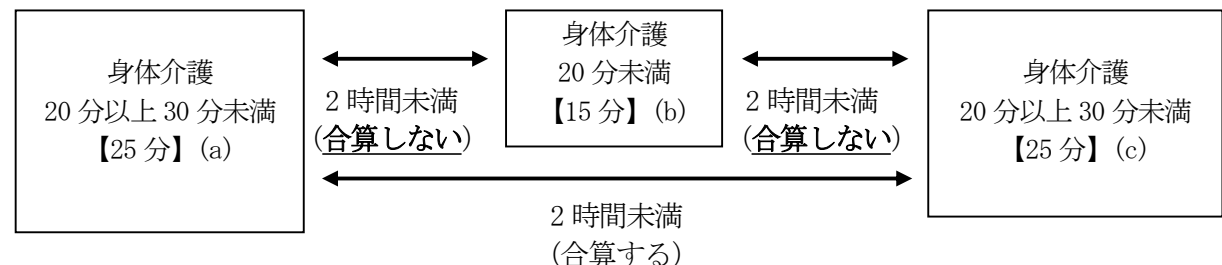 身体介護
20分以上30分未満
【25分】(a)
2時間未満
(合算しない)
身体介護
20分未満
【15分】(b)
2時間未満
(合算しない)
身体介護
20分以上30分未満
【25分】(c)
2時間未満
(合算する)